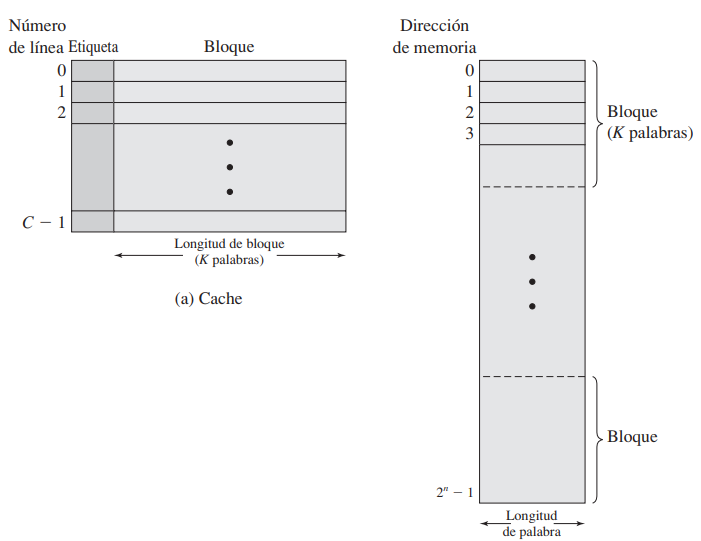 Número
de línea Etiqueta
Bloque
0
1
2
C – 1
Longitud de bloque
(K palabras)
(a) Cache
Dirección
de memoria
0
1
2
3
Bloque
(K palabras)
Bloque
2ⁿ – 1
Longitud
de palabra